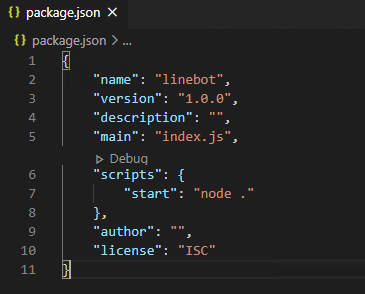 package.json
package.json > ...
1 {
2 "name": "linebot",
3 "version": "1.0.0",
4 "description": "",
5 "main": "index.js",
Debug
6 "scripts": {
7 "start": "node ."
8 },
9 "author": "",
10 "license": "ISC"
11 }